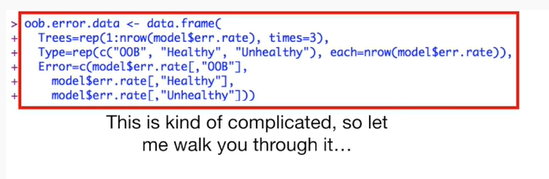 > oob.error.data <- data.frame(
+ Trees=rep(1:nrow(model$err.rate), times=3),
+ Type=rep(c("OOB", "Healthy", "Unhealthy"), each=nrow(model$err.rate)),
+ Error=c(model$err.rate[,"OOB"],
+ model$err.rate[,"Healthy"],
+ model$err.rate[,"Unhealthy"]))
This is kind of complicated, so let
me walk you through it…